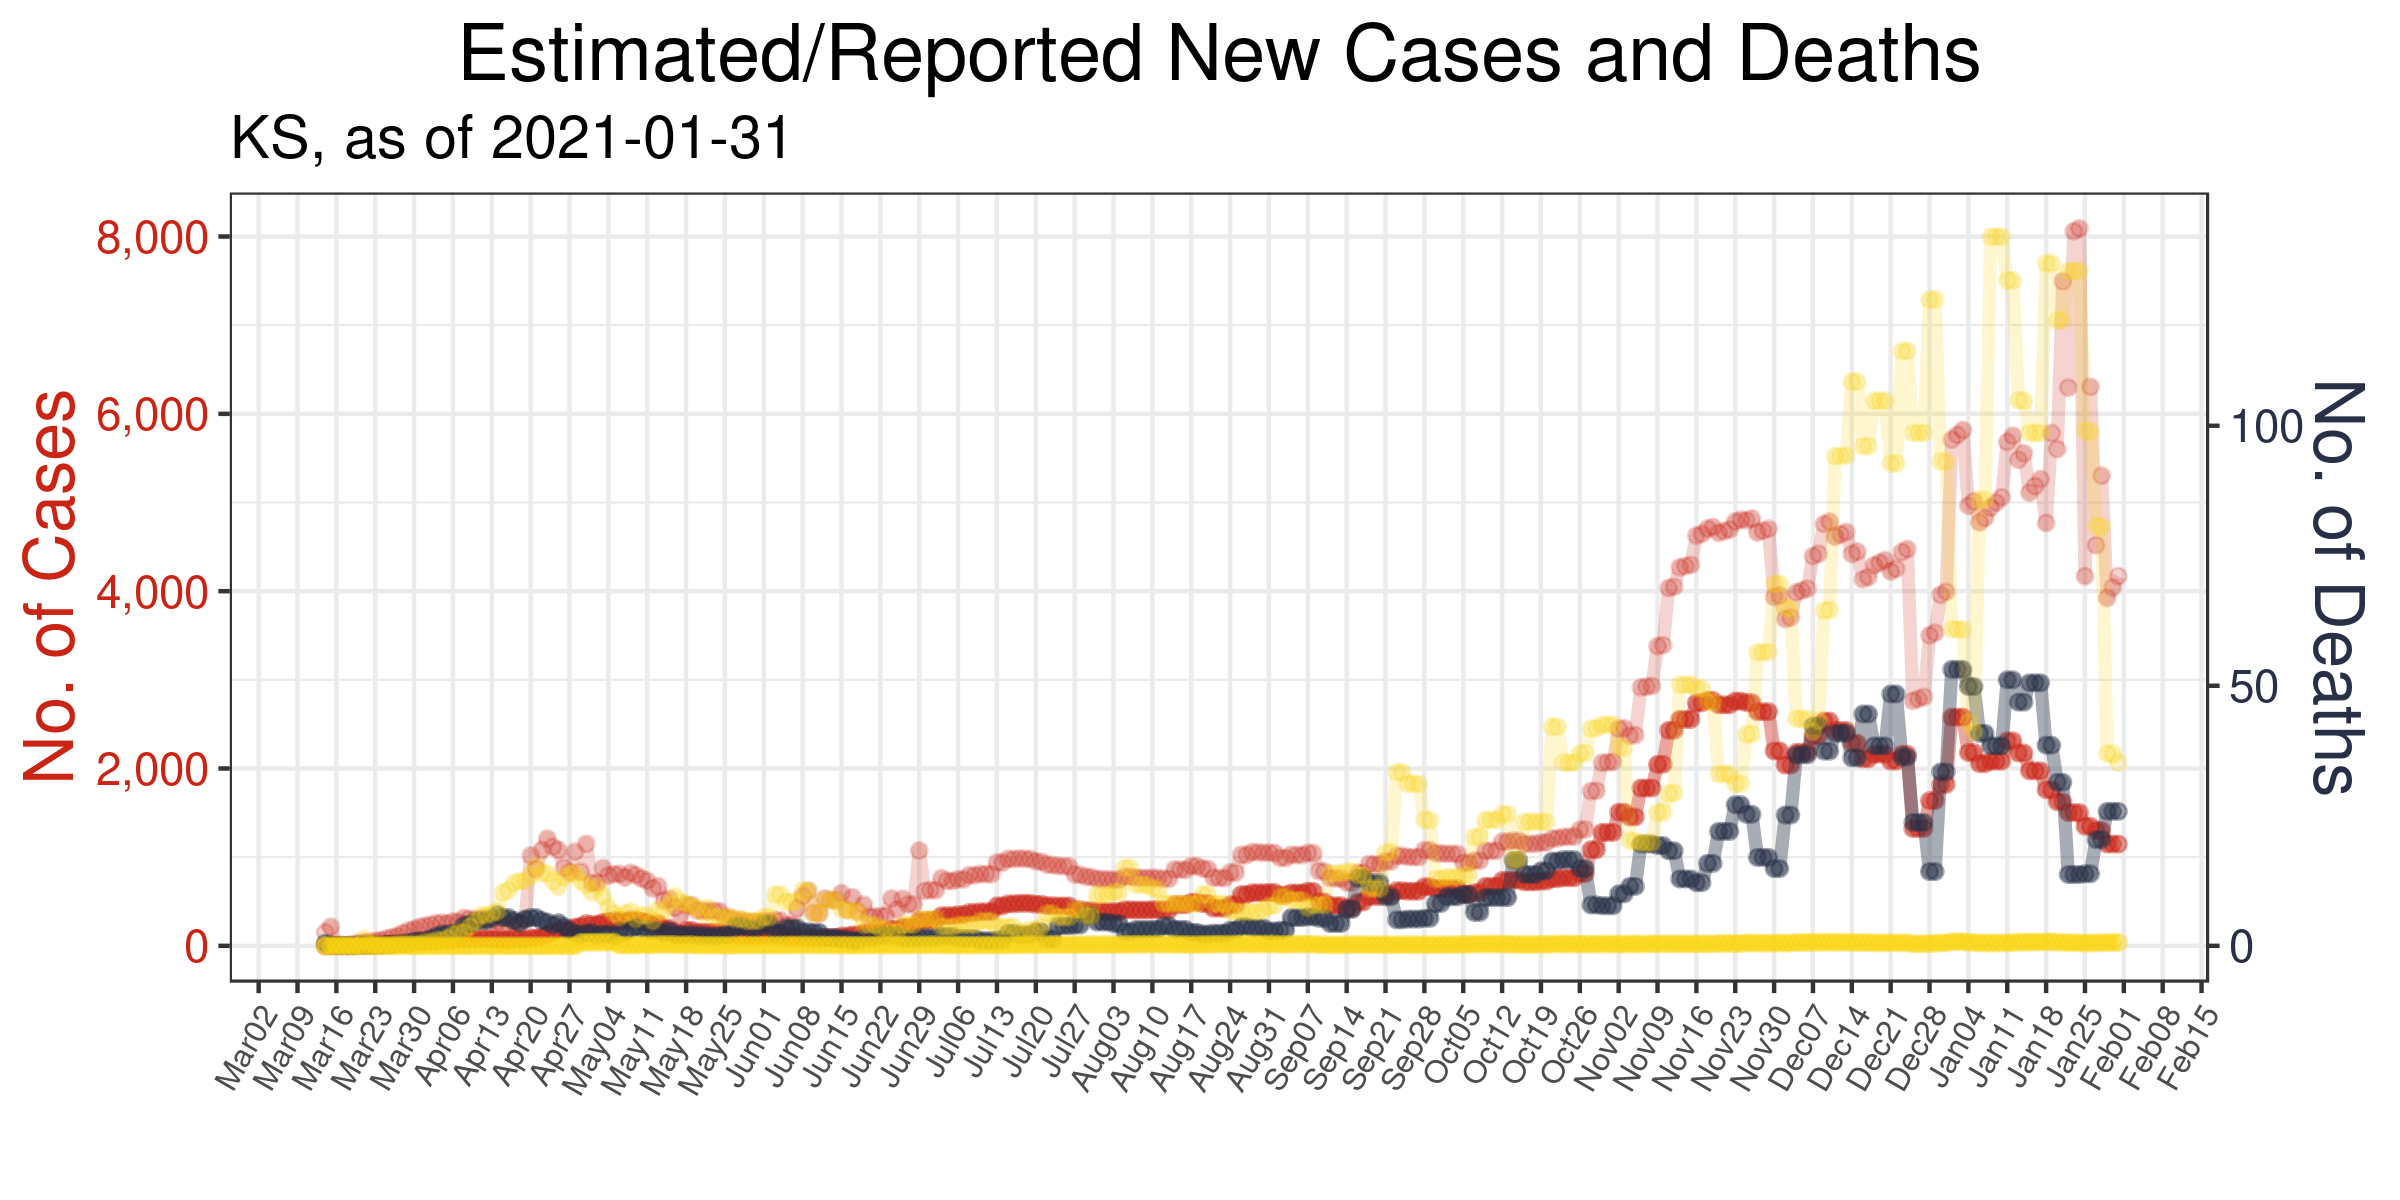 Estimated/Reported New Cases and Deaths
KS, as of 2021-01-31
No. of Cases
8,000
6,000
4,000
2,000
0
No. of Deaths
100
50
0
Mar02
Mar09
Mar16
Mar23
Mar30
Apr06
Apr13
Apr20
Apr27
May04
May11
May18
May25
Jun01
Jun08
Jun15
Jun22
Jun29
Jul06
Jul13
Jul20
Jul27
Aug03
Aug10
Aug17
Aug24
Aug31
Sep07
Sep14
Sep21
Sep28
Oct05
Oct12
Oct19
Oct26
Nov02
Nov09
Nov16
Nov23
Nov30
Dec07
Dec14
Dec21
Dec28
Jan04
Jan11
Jan18
Jan25
Feb01
Feb08
Feb15